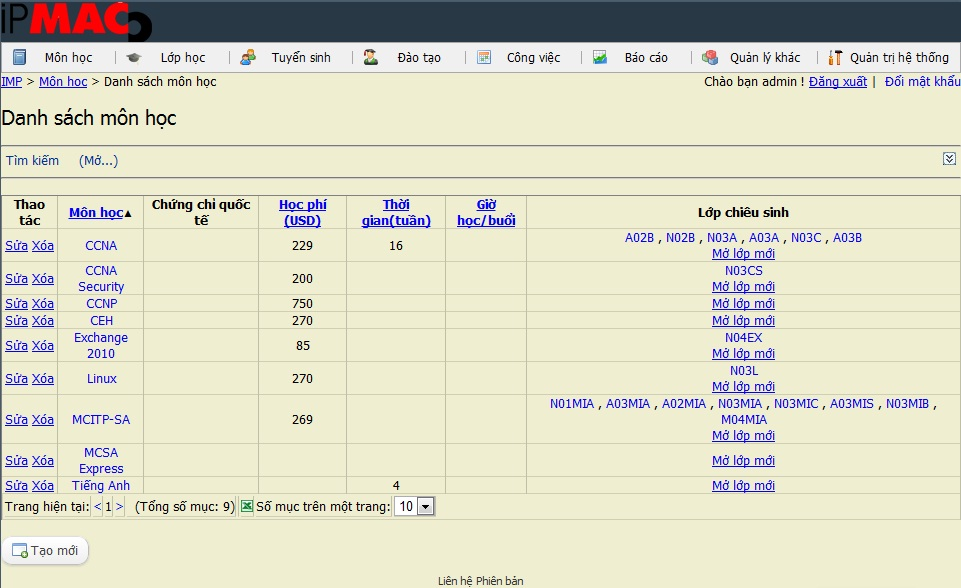 iPMAC
Môn học | Lớp học | Tuyển sinh | Đào tạo | Công việc | Báo cáo | Quản lý khác | Quản trị hệ thống
IMP > Môn học > Danh sách môn học Chào bạn admin ! Đăng xuất | Đổi mật khẩu
Danh sách môn học
Tìm kiếm (Mở...)
Thao tác Môn học▲ Chứng chỉ quốc tế Học phí (USD) Thời gian(tuần) Giờ học/buổi Lớp chiêu sinh
Sửa Xóa CCNA 229 16 A02B , N02B , N03A , A03A , N03C , A03B
Mở lớp mới
Sửa Xóa CCNA Security 200 N03CS
Mở lớp mới
Sửa Xóa CCNP 750 Mở lớp mới
Sửa Xóa CEH 270 Mở lớp mới
Sửa Xóa Exchange 2010 85 N04EX
Mở lớp mới
Sửa Xóa Linux 270 N03L
Mở lớp mới
Sửa Xóa MCITP-SA 269 N01MIA , A03MIA , A02MIA , N03MIA , N03MIC , A03MIS , N03MIB ,
M04MIA
Mở lớp mới
Sửa Xóa MCSA Express Mở lớp mới
Sửa Xóa Tiếng Anh 4 Mở lớp mới
Trang hiện tại: < 1 > (Tổng số mục: 9) Số mục trên một trang: 10
Tạo mới
Liên hệ Phiên bản